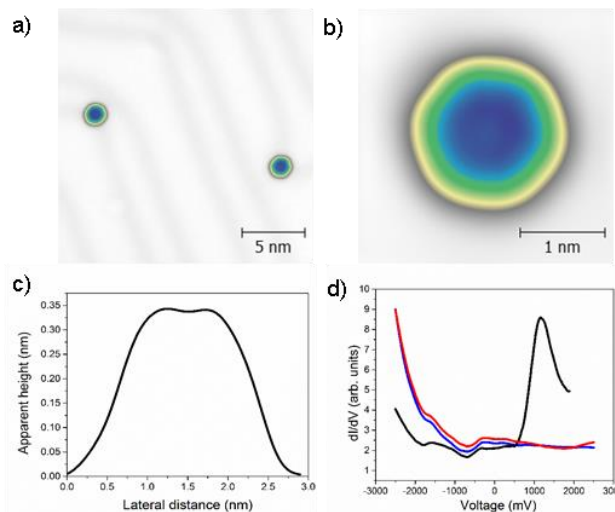 a)
5 nm
b)
1 nm
c)
Apparent height (nm)
0.35
0.30
0.25
0.20
0.15
0.10
0.05
0.00
0.0 0.5 1.0 1.5 2.0 2.5 3.0
Lateral distance (nm)
d)
dI/dV (arb. units)
10
9
8
7
6
5
4
3
2
1
-3000 -2000 -1000 0 1000 2000 3000
Voltage (mV)